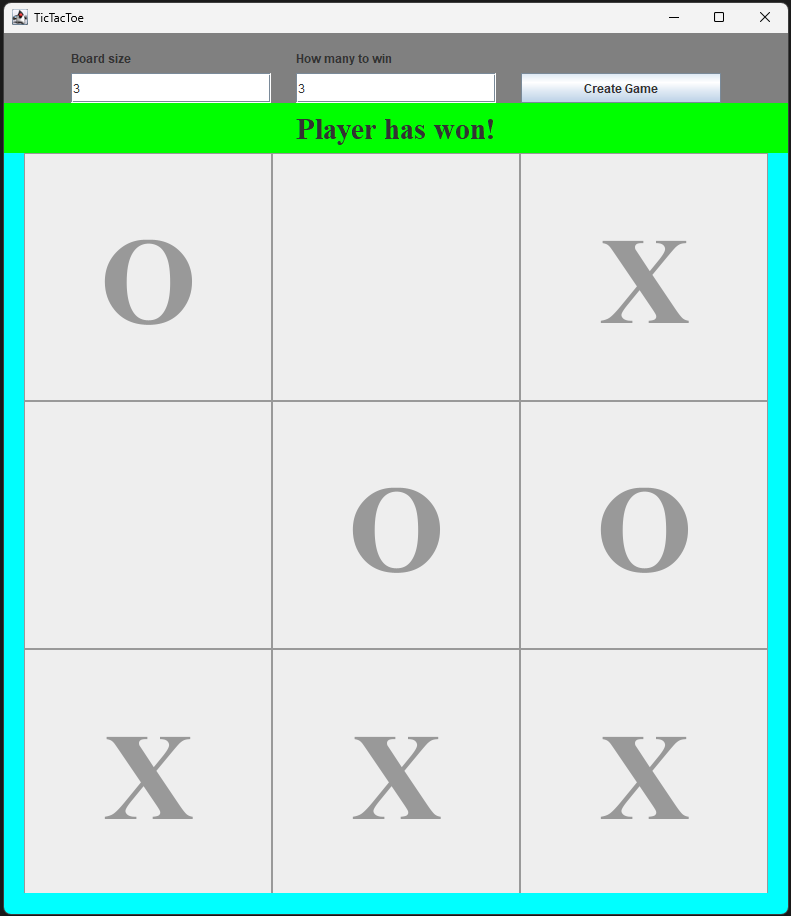 TicTacToe
Board size
How many to win
3
3
Create Game
Player has won!
O X
O O
X X X